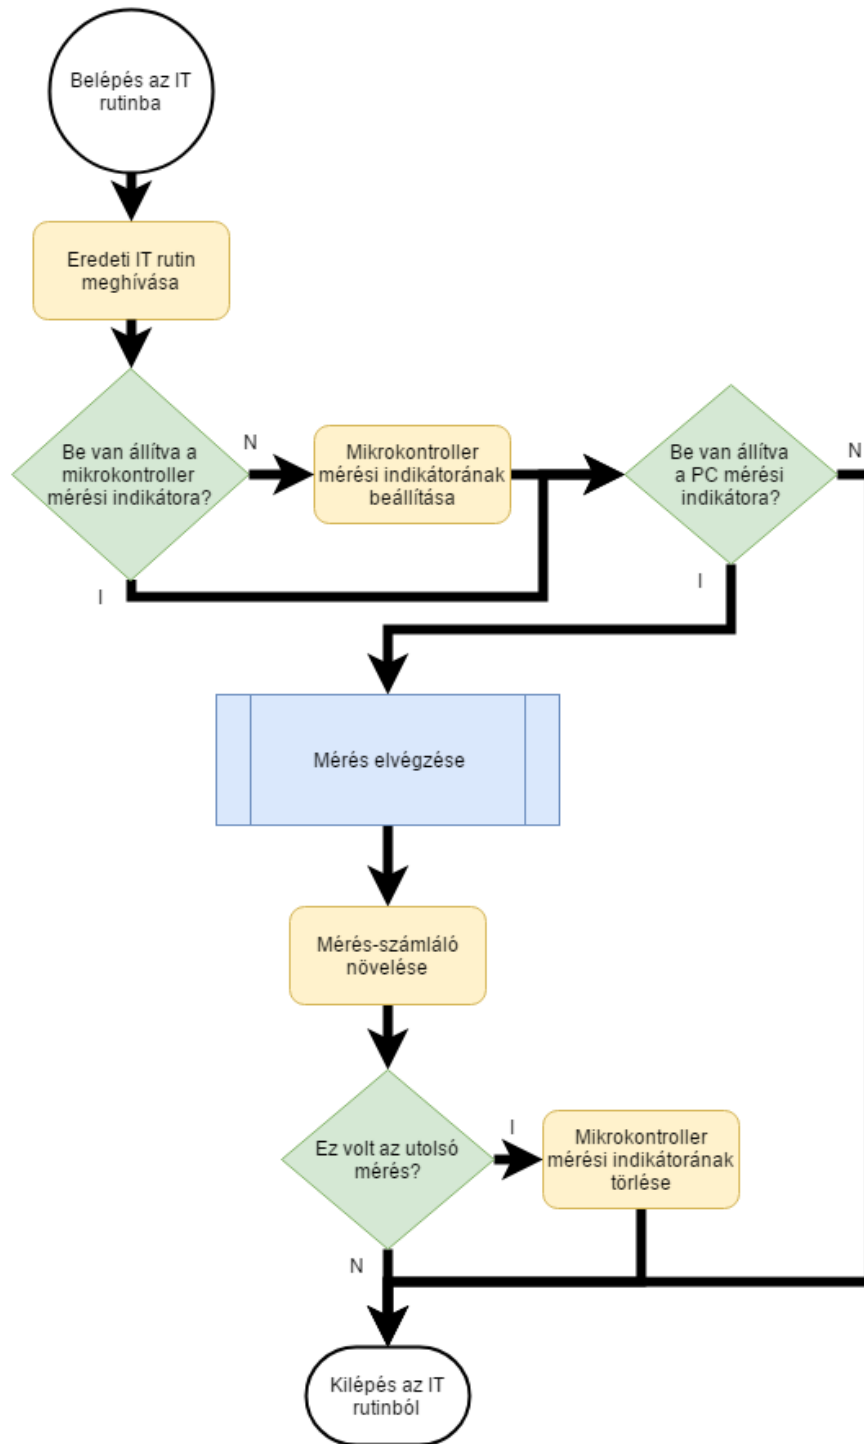 Belépés az IT
rutinba
Eredeti IT rutin
meghívása
Be van állítva a
mikrokontroller
mérési indikátora?
N
I
Mikrokontroller
mérési indikátorának
beállítása
Be van állítva
a PC mérési
indikátora?
N
I
Mérés elvégzése
Mérés-számláló
növelése
Ez volt az utolsó
mérés?
I
N
Mikrokontroller
mérési indikátorának
törlése
Kilépés az IT
rutinból